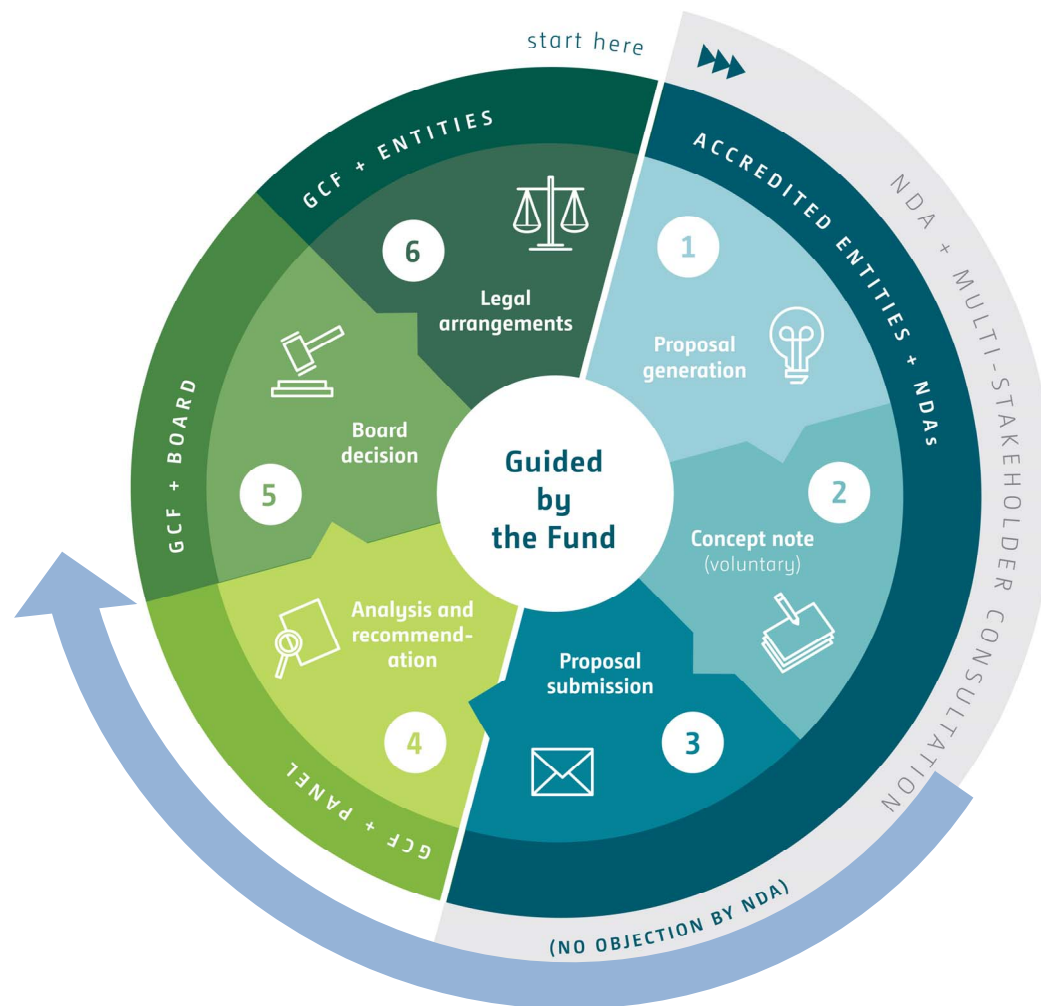 start here
ACCREDITED ENTITIES + NDAs
NDA + MULTI-STAKEHOLDER CONSULTATION
(NO OBJECTION BY NDA)
1
Proposal
generation
2
Concept note
(voluntary)
3
Proposal
submission
GCF + PANEL
4
Analysis and
recommend-
ation
GCF + BOARD
5
Board
decision
GCF + ENTITIES
6
Legal
arrangements
Guided
by
the Fund